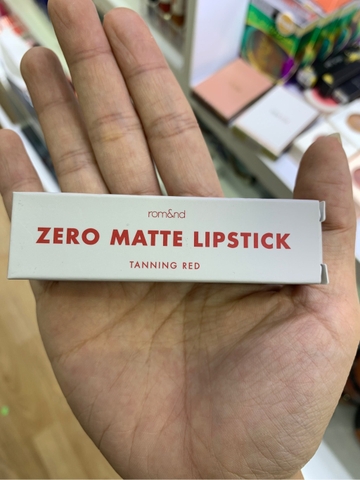 rom&nd
ZERO MATTE LIPSTICK
TANNING RED